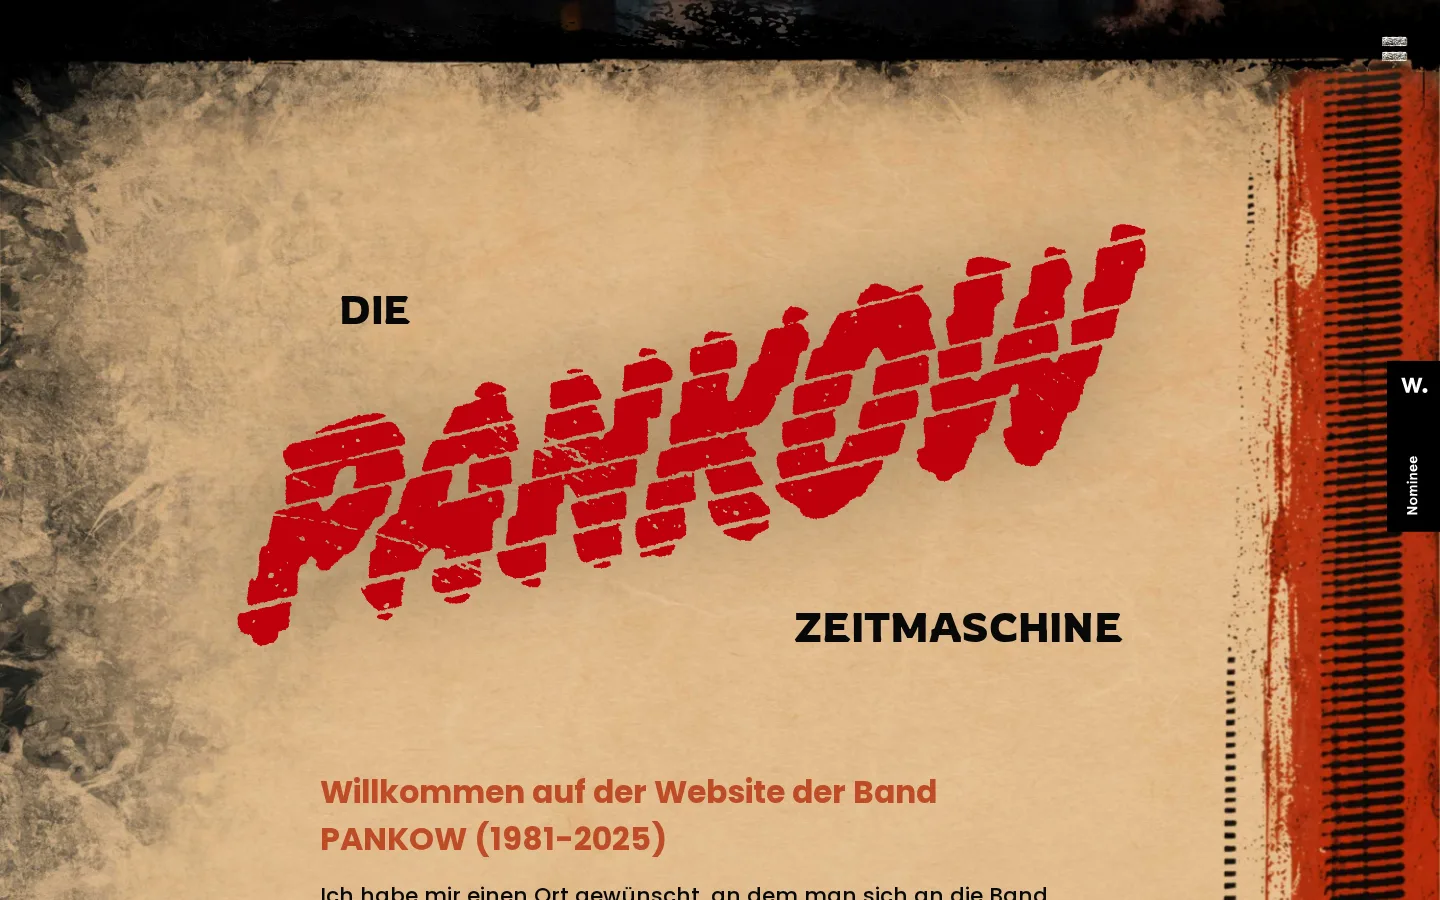 DIE
PANKOW
ZEITMASCHINE
W.
Nominee
Willkommen auf der Website der Band
PANKOW (1981-2025)
Ich habe mir einen Ort gewünscht, an dem man sich an die Band